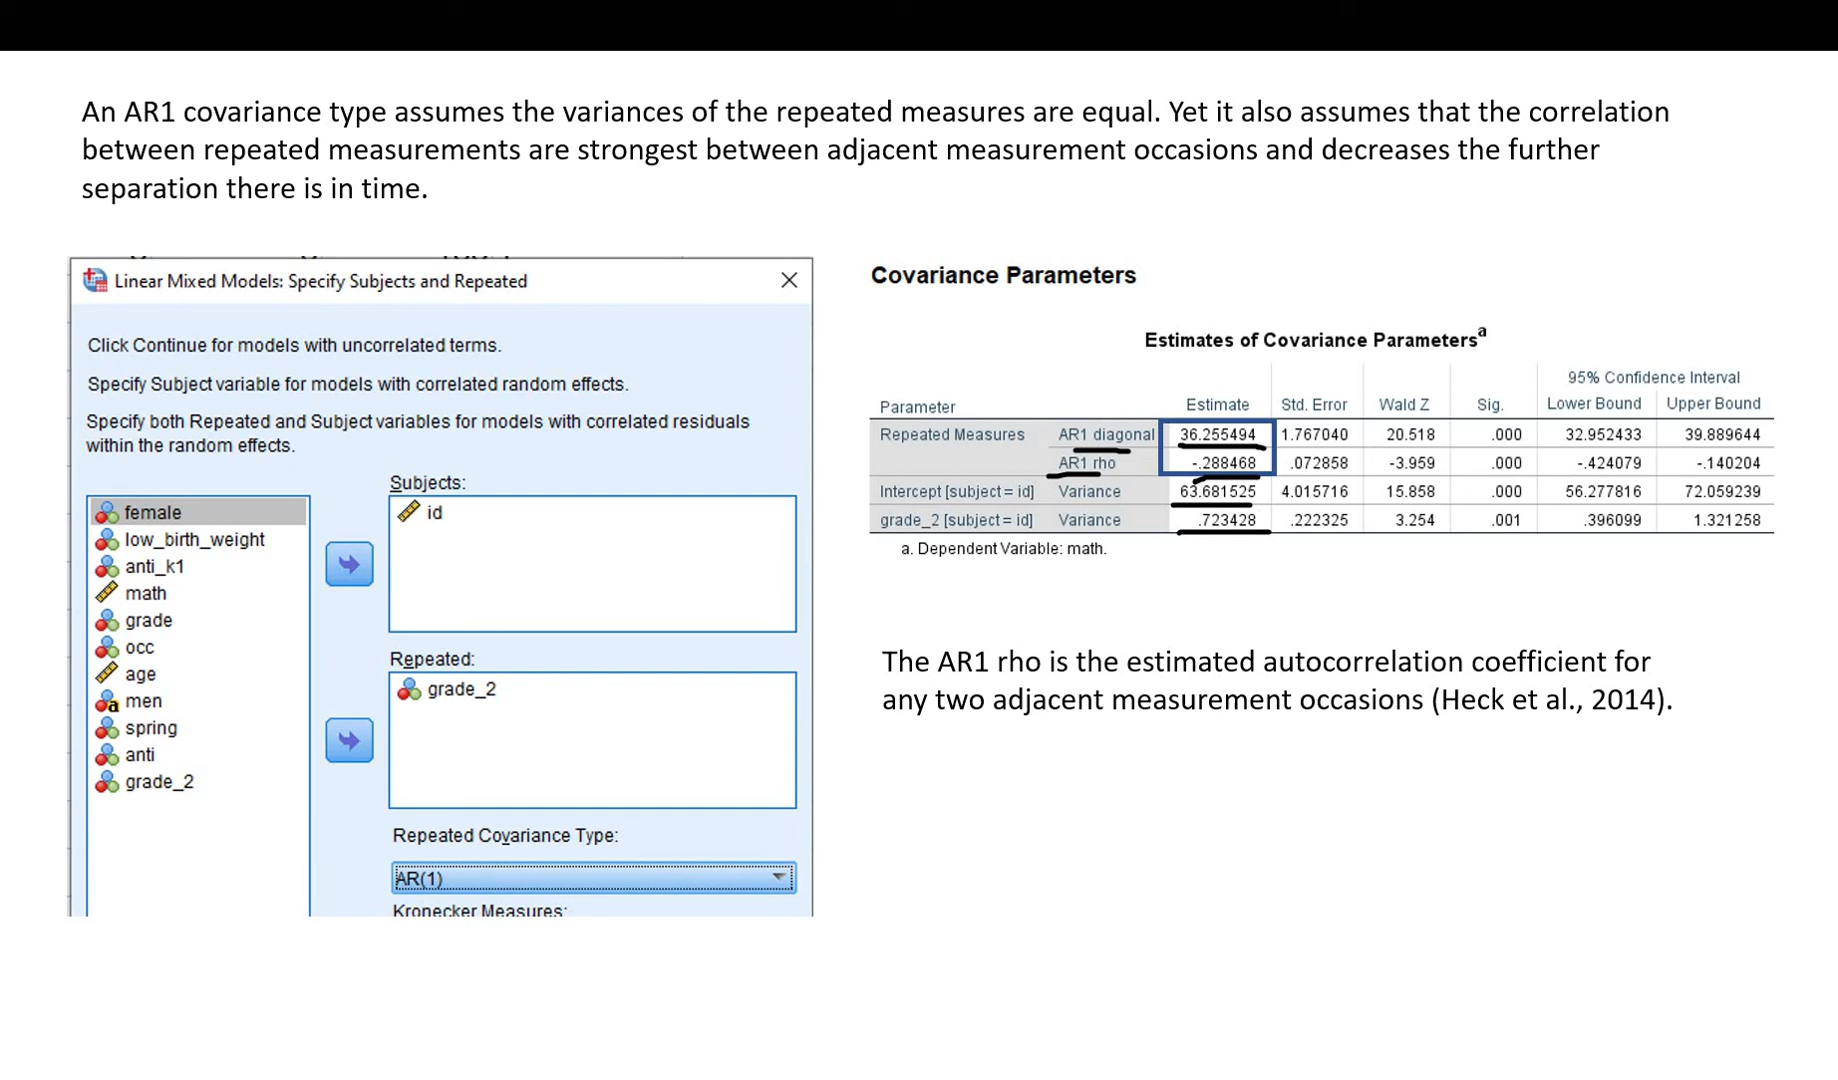 An AR1 covariance type assumes the variances of the repeated measures are equal. Yet it also assumes that the correlation
between repeated measurements are strongest between adjacent measurement occasions and decreases the further
separation there is in time.
Linear Mixed Models: Specify Subjects and Repeated
Click Continue for models with uncorrelated terms.
Specify Subject variable for models with correlated random effects.
Specify both Repeated and Subject variables for models with correlated residuals
within the random effects.
female
low_birth_weight
anti_k1
math
grade
occ
age
men
spring
anti
grade_2
Subjects:
id
Repeated:
grade_2
Repeated Covariance Type:
AR(1)
Kronecker Measures:
Covariance Parameters
Estimates of Covariance Parametersa
95% Confidence Interval
Parameter Estimate Std. Error Wald Z Sig. Lower Bound Upper Bound
Repeated Measures AR1 diagonal 36.255494 1.767040 20.518 .000 32.952433 39.889644
AR1 rho -.288468 .072858 -3.959 .000 -.424079 -.140204
Intercept [subject = id] Variance 63.681525 4.015716 15.858 .000 56.277816 72.059239
grade_2 [subject = id] Variance .723428 .222325 3.254 .001 .396099 1.321258
a. Dependent Variable: math.
The AR1 rho is the estimated autocorrelation coefficient for
any two adjacent measurement occasions (Heck et al., 2014).